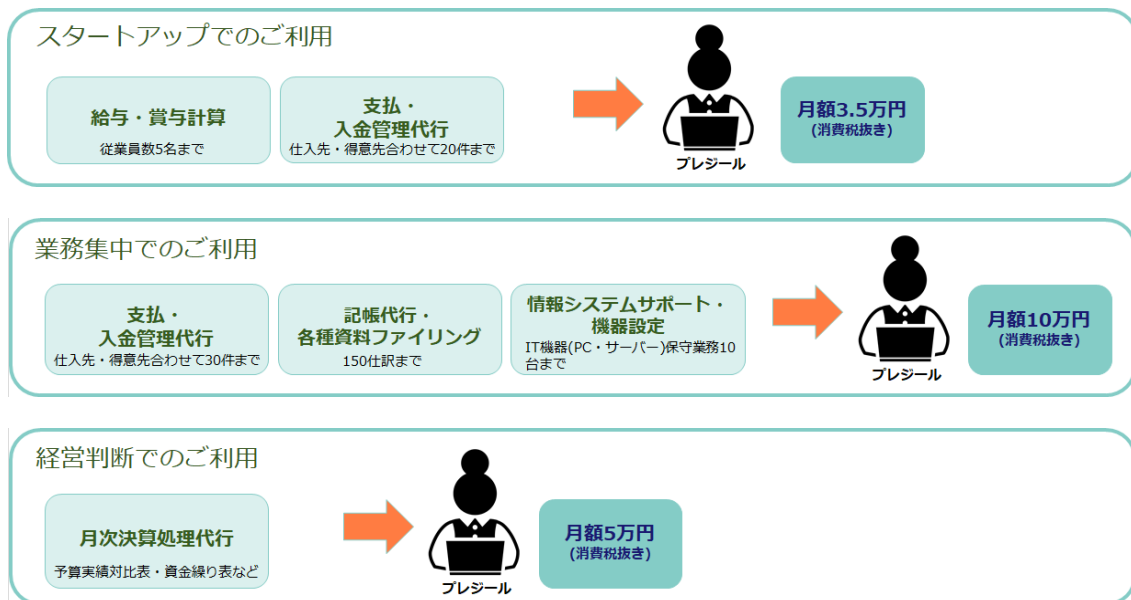 スタートアップでのご利用
給与・賞与計算
従業員数5名まで
支払・
入金管理代行
仕入先・得意先合わせて20件まで
プレジール
月額3.5万円
(消費税抜き)
業務集中でのご利用
支払・
入金管理代行
仕入先・得意先合わせて30件まで
記帳代行・
各種資料ファイリング
150仕訳まで
情報システムサポート・
機器設定
IT機器(PC・サーバー)保守業務10
台まで
プレジール
月額10万円
(消費税抜き)
経営判断でのご利用
月次決算処理代行
予算実績対比表・資金繰り表など
プレジール
月額5万円
(消費税抜き)